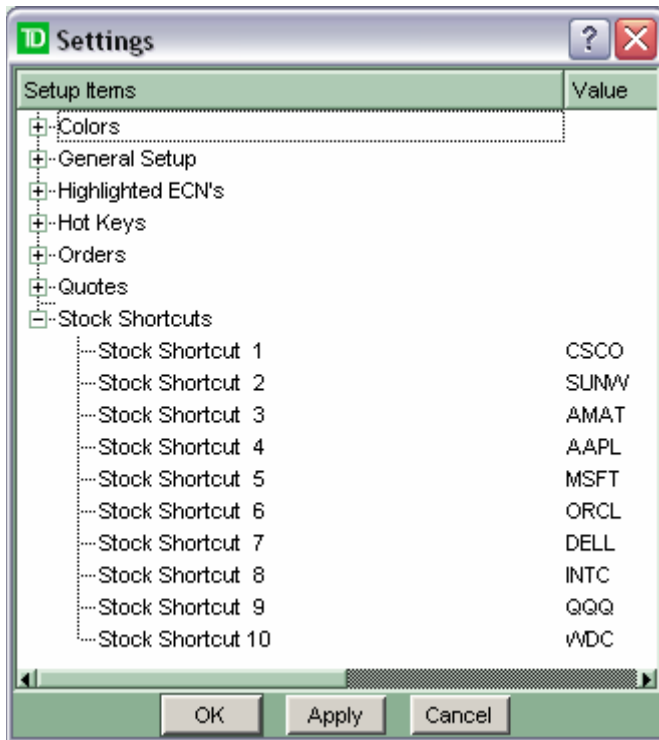 TD Settings ?
Setup Items Value
Colors
General Setup
Highlighted ECN's
Hot Keys
Orders
Quotes
Stock Shortcuts
Stock Shortcut 1 CSCO
Stock Shortcut 2 SUNW
Stock Shortcut 3 AMAT
Stock Shortcut 4 AAPL
Stock Shortcut 5 MSFT
Stock Shortcut 6 ORCL
Stock Shortcut 7 DELL
Stock Shortcut 8 INTC
Stock Shortcut 9 QQQ
Stock Shortcut 10 WDC
OK Apply Cancel